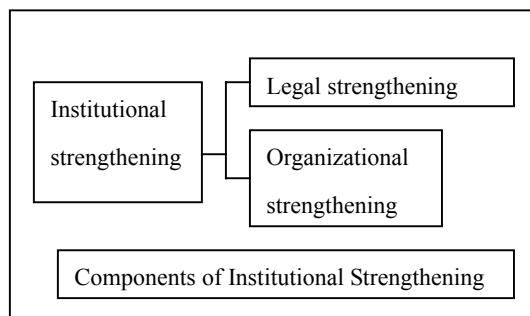 Institutional
strengthening
Legal strengthening
Organizational
strengthening
Components of Institutional Strengthening